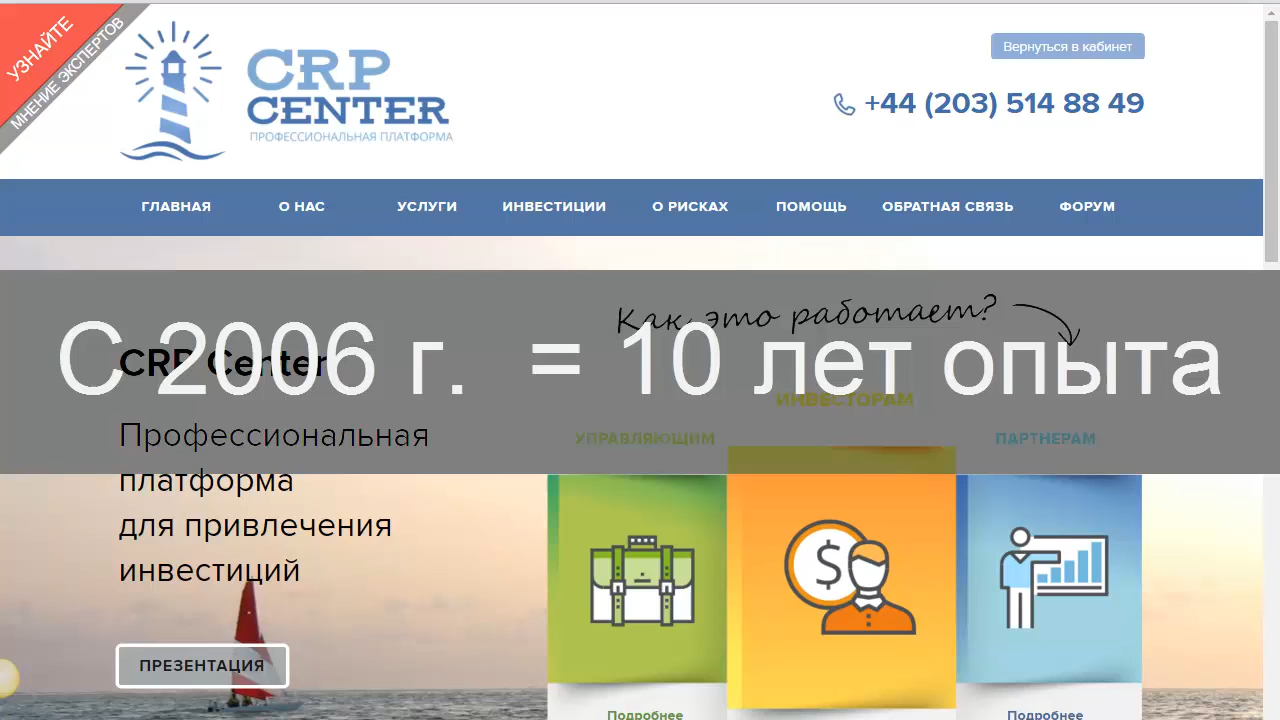 УЗНАЙТЕ
МНЕНИЕ ЭКСПЕРТОВ
CRP
CENTER
ПРОФЕССИОНАЛЬНАЯ ПЛАТФОРМА
Вернуться в кабинет
+44 (203) 514 88 49
ГЛАВНАЯ О НАС УСЛУГИ ИНВЕСТИЦИИ О РИСКАХ ПОМОЩЬ ОБРАТНАЯ СВЯЗЬ ФОРУМ
Как это работает?
С 2006 г. = 10 лет опыта
CRP Center
ИНВЕСТОРАМ
УПРАВЛЯЮЩИМ
ПАРТНЕРАМ
Профессиональная
платформа
для привлечения
инвестиций
$
ПРЕЗЕНТАЦИЯ
Подробнее
Подробнее